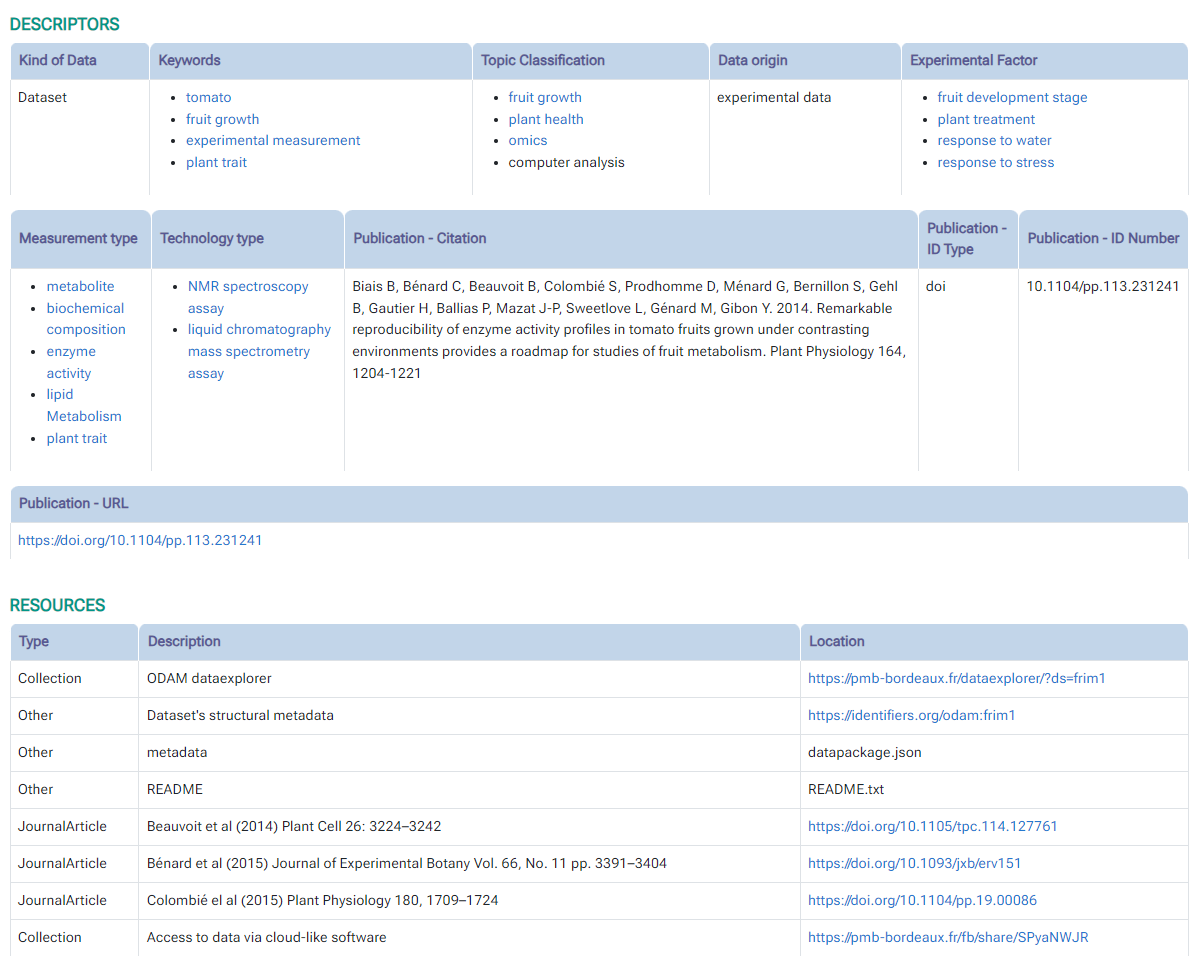 DESCRIPTORS
Kind of Data Keywords Topic Classification Data origin Experimental Factor
Dataset
tomato
fruit growth
experimental measurement
plant trait
fruit growth
plant health
omics
computer analysis
experimental data
fruit development stage
plant treatment
response to water
response to stress
Measurement type Technology type Publication - Citation Publication - ID Type Publication - ID Number
metabolite
biochemical
composition
enzyme
activity
lipid
Metabolism
plant trait
NMR spectroscopy
assay
liquid chromatography
mass spectrometry
assay
Biais B, Bénard C, Beauvoit B, Colombié S, Prodhomme D, Ménard G, Bernillon S, Gehl
B, Gautier H, Ballias P, Mazat J-P, Sweetlove L, Génard M, Gibon Y. 2014. Remarkable
reproducibility of enzyme activity profiles in tomato fruits grown under contrasting
environments provides a roadmap for studies of fruit metabolism. Plant Physiology 164,
1204-1221
doi
10.1104/pp.113.231241
Publication - URL
https://doi.org/10.1104/pp.113.231241
RESOURCES
Type Description Location
Collection ODAM dataexplorer https://pmb-bordeaux.fr/dataexplorer/?ds=frim1
Other Dataset's structural metadata https://identifiers.org/odam:frim1
Other metadata datapackage.json
Other README README.txt
JournalArticle Beauvoit et al (2014) Plant Cell 26: 3224–3242 https://doi.org/10.1105/tpc.114.127761
JournalArticle Bénard et al (2015) Journal of Experimental Botany Vol. 66, No. 11 pp. 3391–3404 https://doi.org/10.1093/jxb/erv151
JournalArticle Colombié el al (2015) Plant Physiology 180, 1709–1724 https://doi.org/10.1104/pp.19.00086
Collection Access to data via cloud-like software https://pmb-bordeaux.fr/fb/share/SPyaNWJR